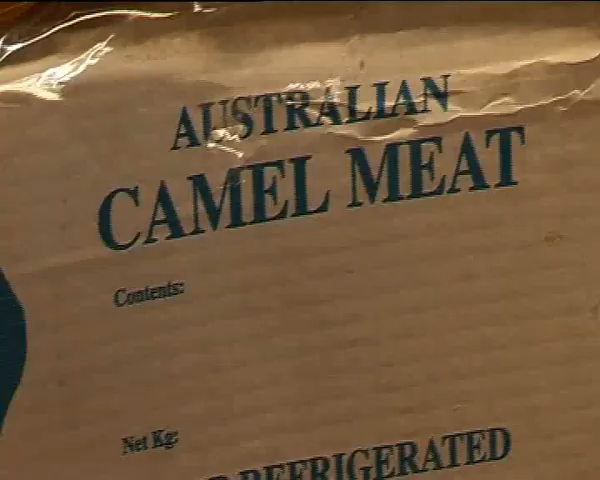 AUSTRALIAN
CAMEL MEAT
Contents:
Net Kg:
REFRIGERATED